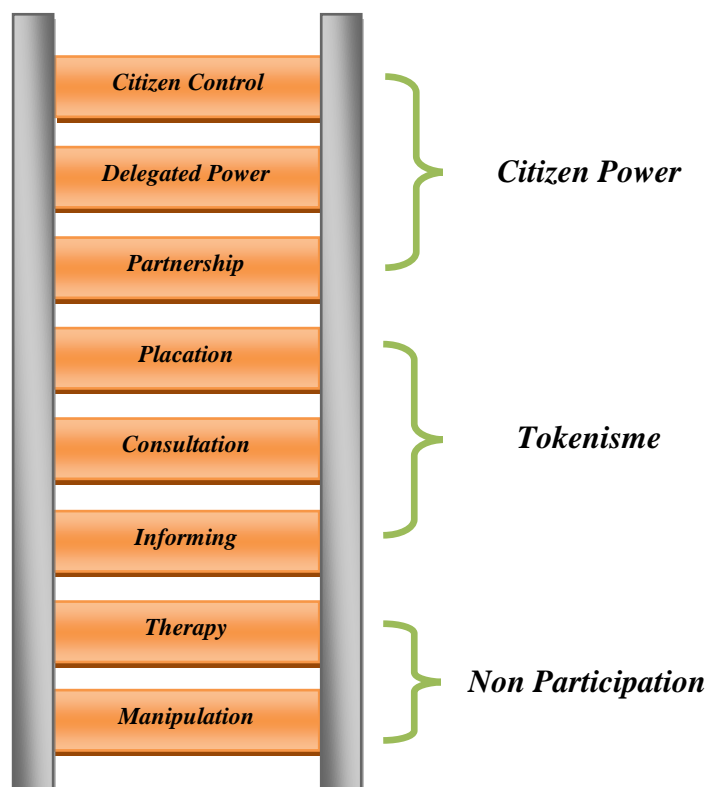 Citizen Control
Delegated Power
Partnership
Citizen Power
Placation
Consultation
Informing
Tokenisme
Therapy
Manipulation
Non Participation